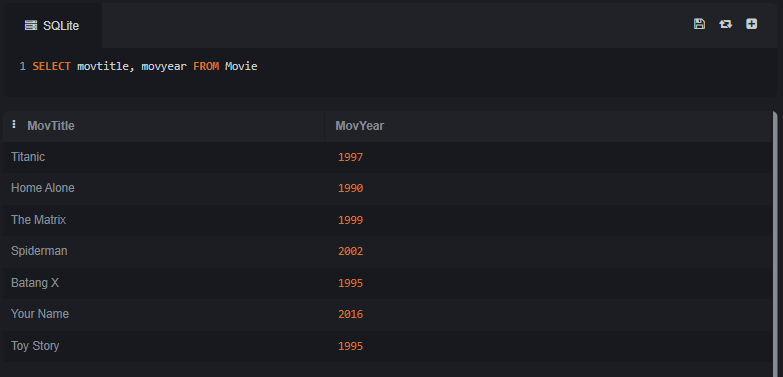 SQLite
1 SELECT movtitle, movyear FROM Movie
MovTitle MovYear
Titanic 1997
Home Alone 1990
The Matrix 1999
Spiderman 2002
Batang X 1995
Your Name 2016
Toy Story 1995